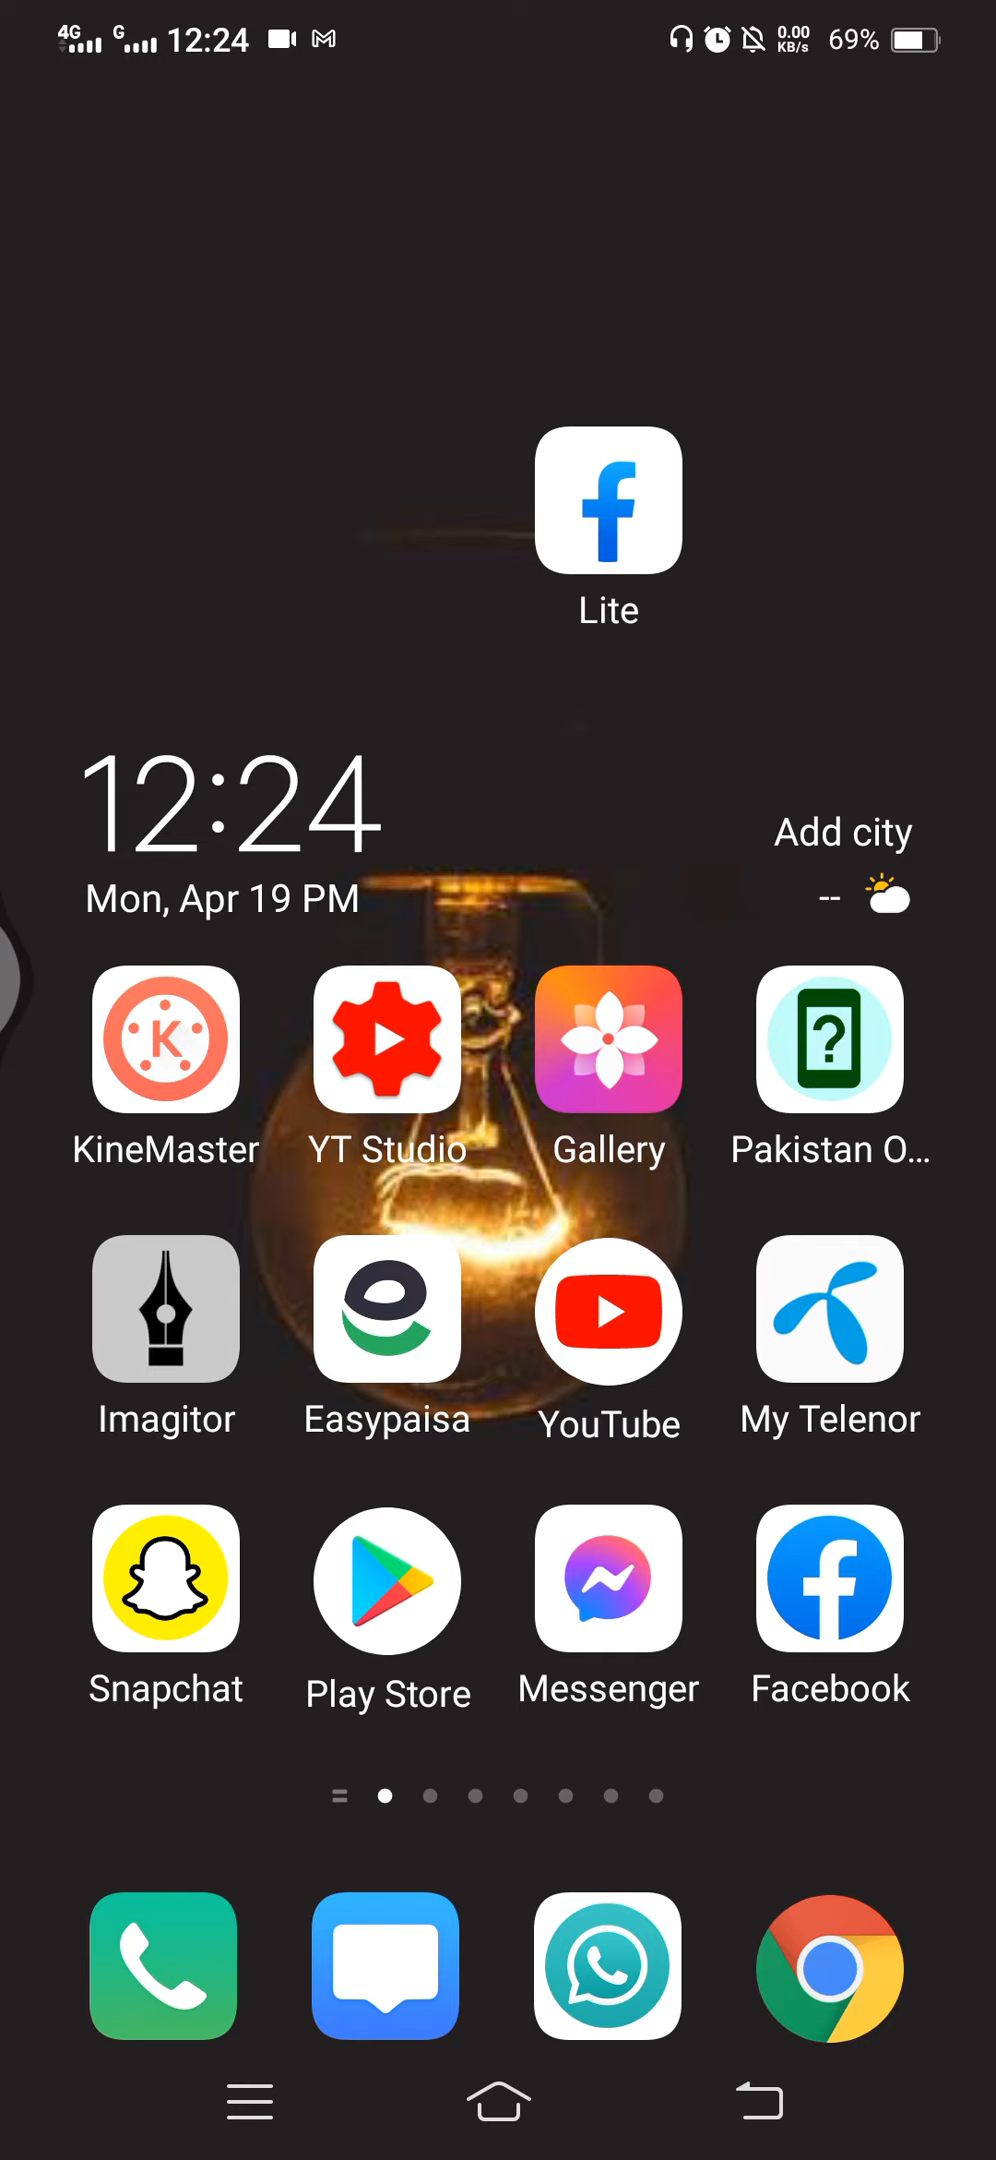 4G G 12:24 0.00 KB/s 69%
Lite
12:24
Add city
Mon, Apr 19 PM
--
KineMaster YT Studio Gallery Pakistan O...
Imagitor Easypaisa YouTube My Telenor
Snapchat Play Store Messenger Facebook